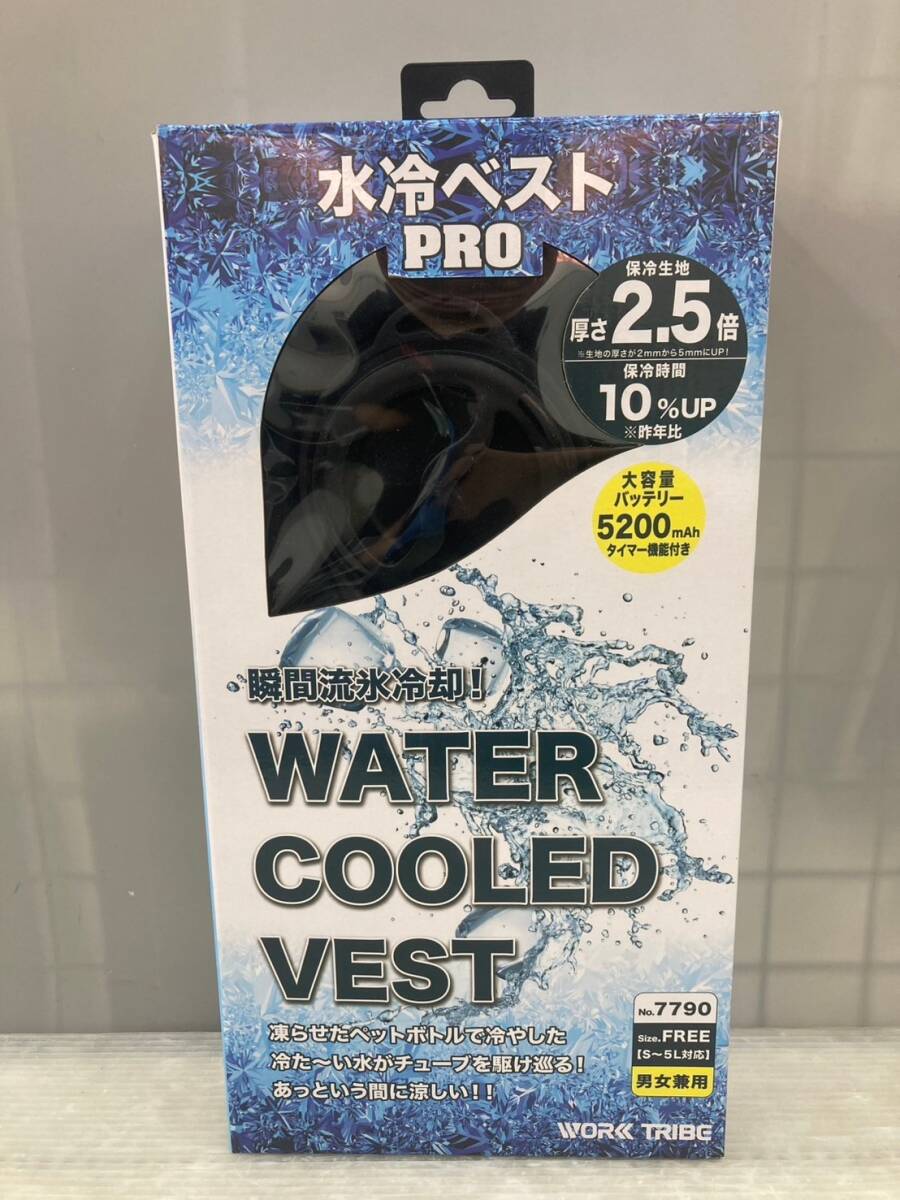 水冷ベスト
PRO
保冷生地
厚さ2.5倍
※生地の厚さが2mmから5mmにUP!
保冷時間
10%UP
※昨年比
大容量
バッテリー
5200mAh
タイマー機能付き
瞬間流氷冷却!
WATER
COOLED
VEST
凍らせたペットボトルで冷やした
冷た〜い水がチューブを駆け巡る!
あっという間に涼しい!!
No.7790
Size.FREE
【S〜5L対応】
男女兼用
WORK TRIBE